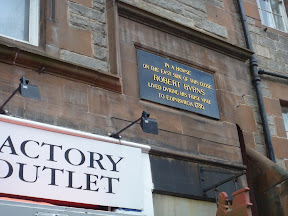 IN A HOUSE
ON THE EAST SIDE OF THIS CLOSE
ROBERT BURNS
LIVED DURING HIS FIRST VISIT
TO EDINBURGH 1786
FACTORY
OUTLET